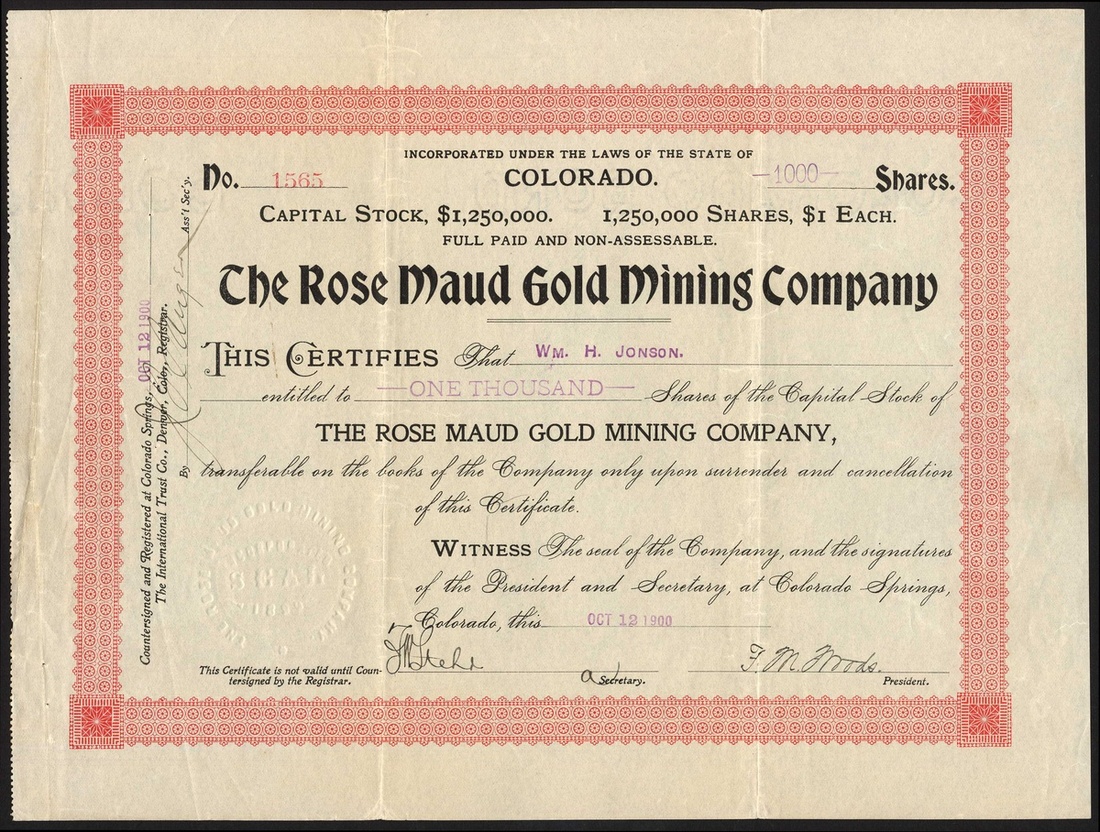 INCORPORATED UNDER THE LAWS OF THE STATE OF
No. 1565 COLORADO. —1000— Shares.
CAPITAL STOCK, $1,250,000. 1,250,000 SHARES, $1 EACH.
FULL PAID AND NON-ASSESSABLE.
The Rose Maud Gold Mining Company
THIS CERTIFIES That WM. H. JONSON.
entitled to —ONE THOUSAND— Shares of the Capital Stock of
THE ROSE MAUD GOLD MINING COMPANY,
transferable on the books of the Company only upon surrender and cancellation
of this Certificate.
WITNESS The seal of the Company, and the signatures
of the President and Secretary, at Colorado Springs,
Colorado, this OCT 12 1900
F. M. Woods.
This Certificate is not valid until Coun-
tersigned by the Registrar.
a Secretary. President.
Countersigned and Registered at Colorado Springs, OCT 12 1900
The International Trust Co., Denver, Colo., Registrar.
By Ass't Sec'y.
SEAL